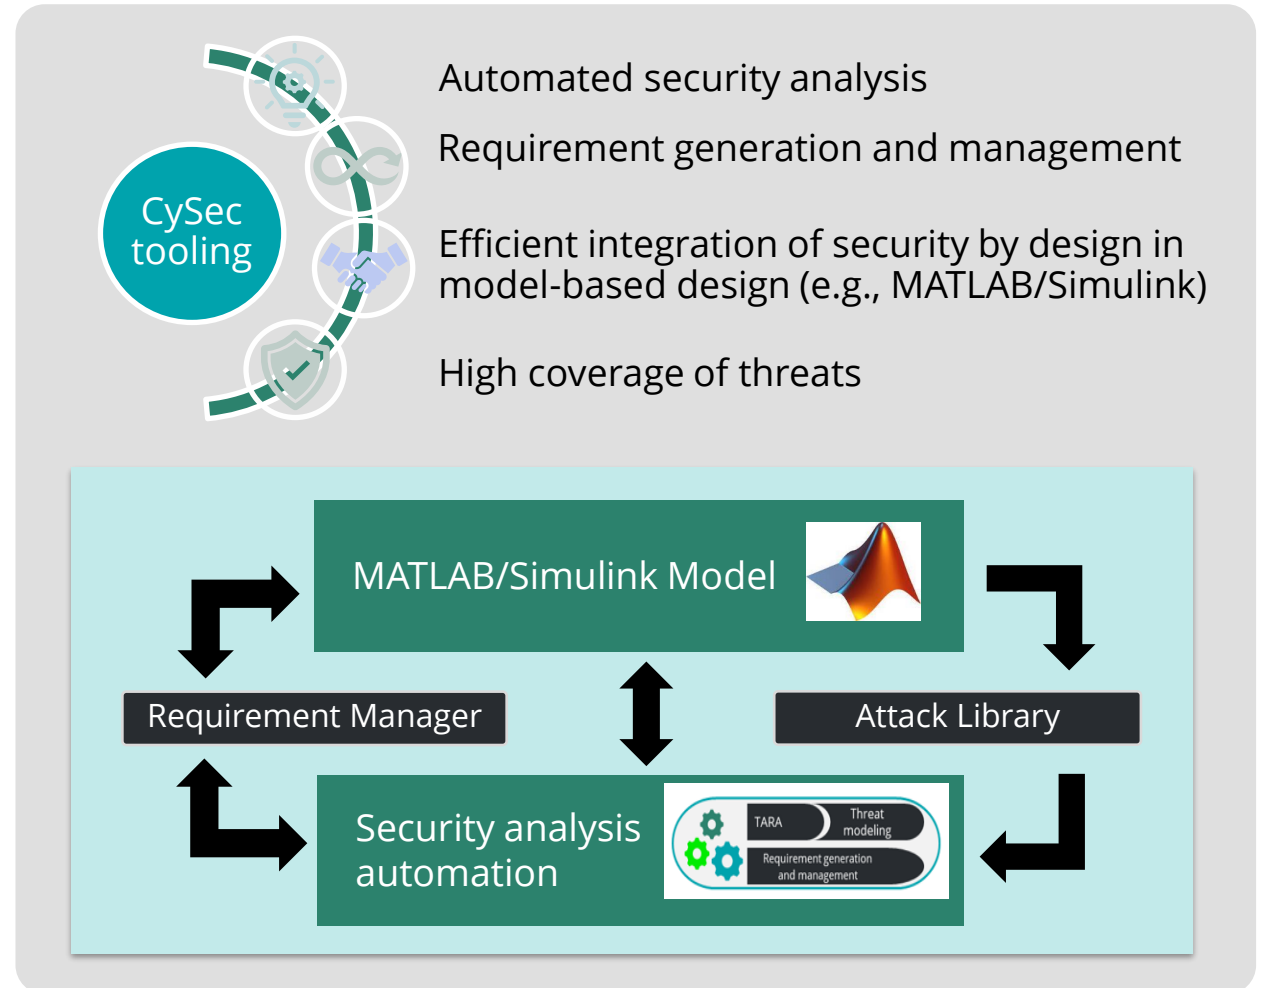 Automated security analysis
Requirement generation and management
CySec
tooling
Efficient integration of security by design in
model-based design (e.g., MATLAB/Simulink)
High coverage of threats
MATLAB/Simulink Model
Requirement Manager
Attack Library
Security analysis
automation
TARA
Threat
modeling
Requirement generation
and management